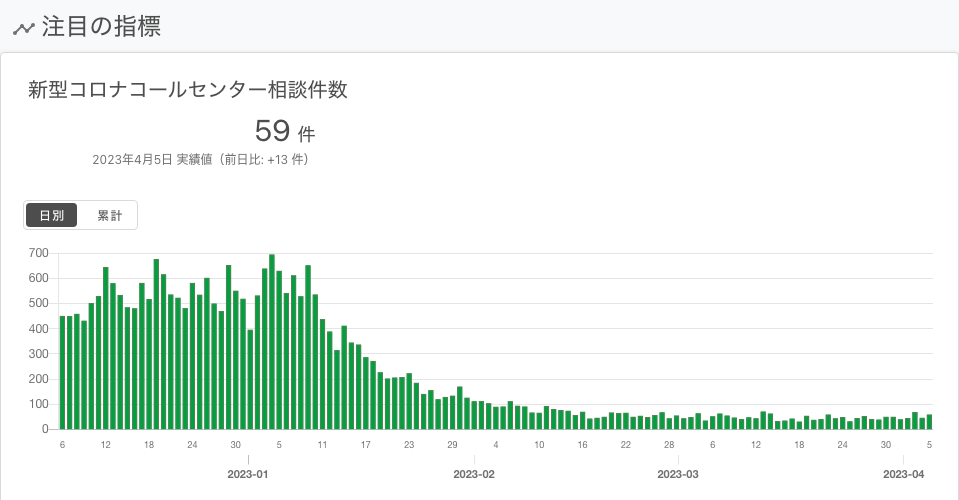 注目の指標
新型コロナコールセンター相談件数
59 件
2023年4月5日 実績値（前日比: +13 件）
日別 累計
700
600
500
400
300
200
100
0
6 12 18 24 30 5 11 17 23 29 4 10 16 22 28 6 12 18 24 30 5
2023-01 2023-02 2023-03 2023-04